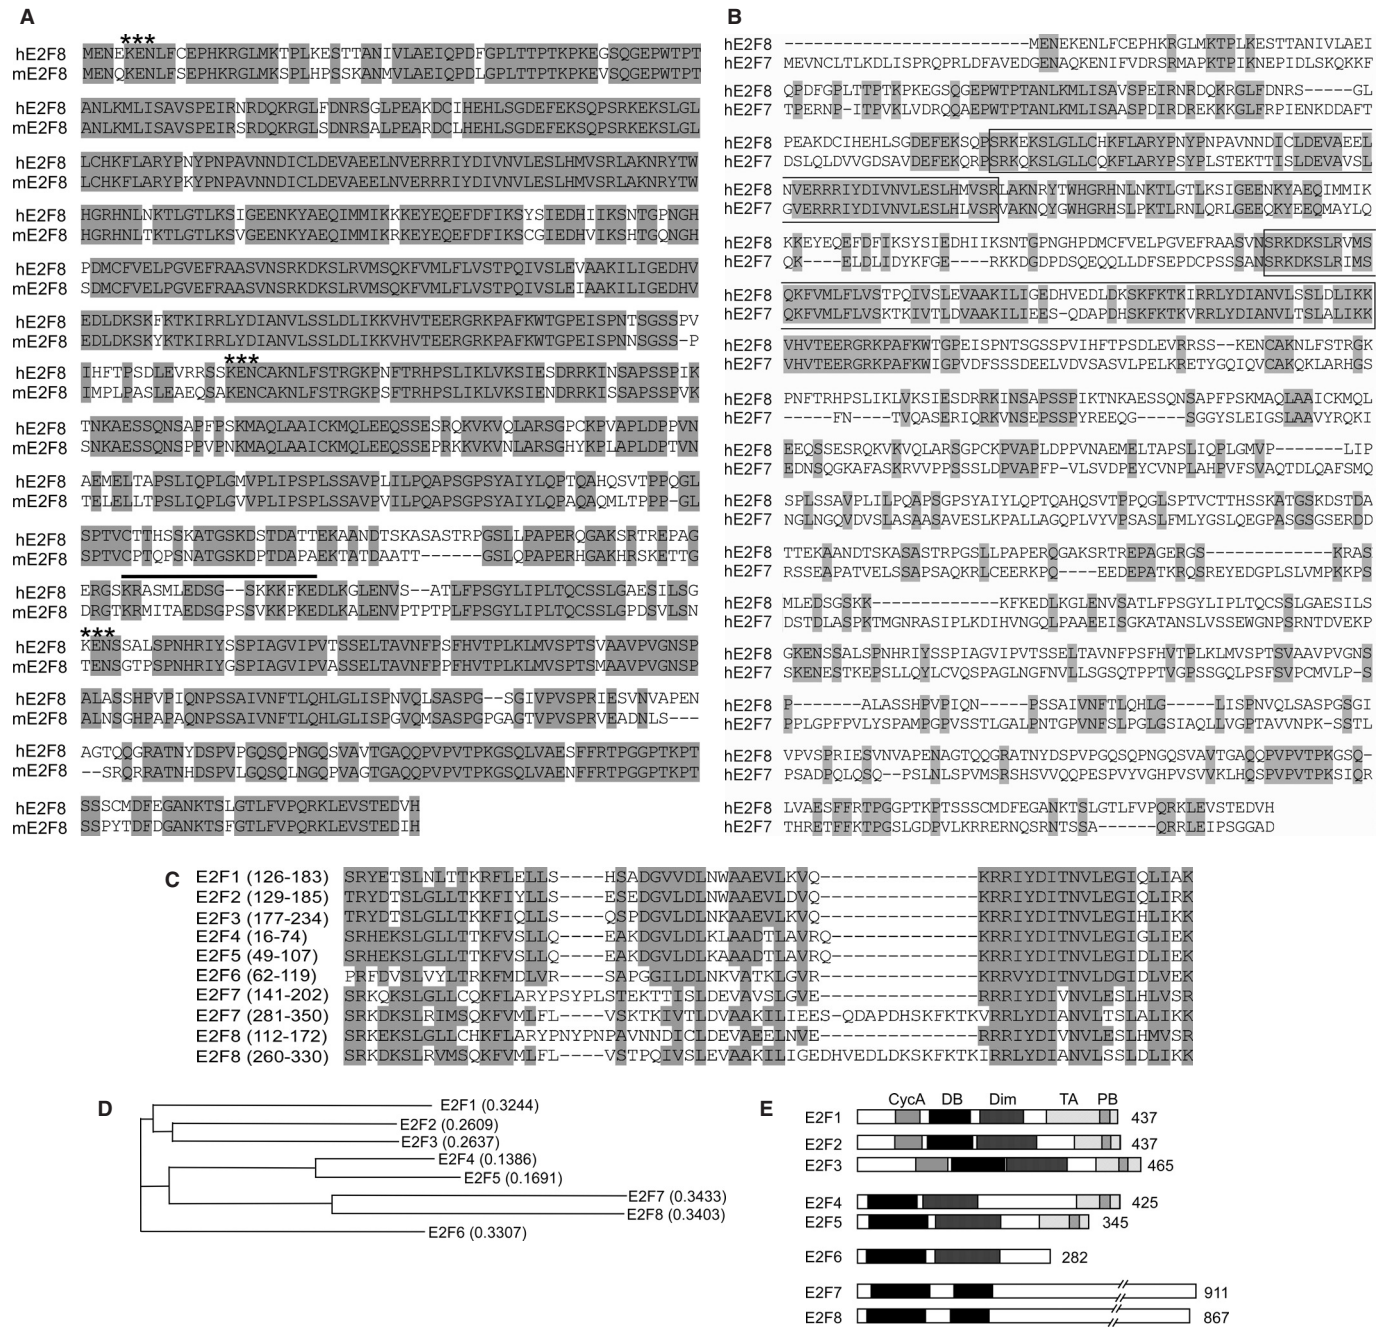 A
***
hE2F8 MENEKENLFCEPHKRGLMKTPLKESTTANIVLAEIQPDFGPLTTPTKPKEGSQGEPWTPT
mE2F8 MENQKENLFSEPHKRGLMKSPLHPSSKANMVLAEIQPDLGPLTTPTKPKEVSQGEPWTPT
hE2F8 ANLKMLISAVSPEIRNRDQKRGLFDNRSGLPEAKDCIHEHLSGDEFEKSQPSRKEKSLGL
mE2F8 ANLKMLISAVSPEIRSRDQKRGLSDNRSALPEARDCLHEHLSGDEFEKSQPSRKEKSLGL
hE2F8 LCHKFLARYPNYPNPAVNNDICLDEVAEELNVERRRIYDIVNVLESLHMVSRLAKNRYTW
mE2F8 LCHKFLARYPKYPNPAVNNDICLDEVAEELNVERRRIYDIVNVLESLHMVSRLAKNRYTW
hE2F8 HGRHNLNKTLGTLKSIGEENKYAEQIMMIKKKEYEQEFDFIKSYSIEDHIIKSNTGPNGH
mE2F8 HGRHNLTKTLGTLKSVGEENKYAEQIMMIKRKEYEQEFDFIKSCGIEDHVIKSHTGQNGH
hE2F8 PDMCFVELPGVEFRAASVNSRKDKSLRVMSQKFVMLFLVSTPQIVSLEVAAKILIGEDHV
mE2F8 SDMCFVELPGVEFRAASVNSRKDKSLRVMSQKFVMLFLVSTPQIVSLEIAAKILIGEDHV
hE2F8 EDLDKSKFKTKIRRLYDIANVLSSLDLIKKVHVTEERGRKPAFKWTGPEISPNTSGSSPV
mE2F8 EDLDKSKYKTKIRRLYDIANVLSSLDLIKKVHVTEERGRKPAFKWTGPEISPNNSGSS-P
***
hE2F8 IHFTPSDLEVRRSSKENCAKNLFSTRGKPNFTRHPSLIKLVKSIESDRRKINSAPSSPIK
mE2F8 IMPLPASLEAEQSAKENCAKNLFSTRGKPSFTRHPSLIKLVKSIENDRRKISSAPSSPVK
hE2F8 TNKAESSQNSAPFPSKMAQLAAICKMQLEEQSSESRQKVKVQLARSGPCKPVAPLDPPVN
mE2F8 SNKAESSQNSPPVPNKMAQLAAICKMQLEEQSSEPRKKVKVNLARSGHYKPLAPLDPTVN
hE2F8 AEMELTAPSLIQPLGMVPLIPSPLSSAVPLILPQAPSGPSYAIYLQPTQAHQSVTPPQGL
mE2F8 TELELLTPSLIQPLGVVPLIPSPLSSAVPVILPQAPSGPSYAIYLQPAQAQMLTPPP-GL
hE2F8 SPTVCTTHSSKATGSKDSTDATTEKAANDTSKASASTRPGSLLPAPERQGAKSRTREPAG
mE2F8 SPTVCPTQPSNATGSKDPTDAPAEKTATDAATT------GSLQPAPERHGAKHRSKETTG
hE2F8 ERGSKRASMLEDSGS--KKKFKEDLKGLENVS--ATLFPSGYLIPLTQCSSLGAESILSG
mE2F8 DRGTKRMITAEDSGPSSVKKPKEDLKALENVPTPTPLFPSGYLIPLTQCSSLGPDSVLSN
***
hE2F8 KENSSALSPNHRIYSSPIAGVIPVTSSELTAVNFPSFHVTPLKLMVSPTSVAAVPVGNSP
mE2F8 TENSGTPSPNHRIYGSPIAGVIPVTSSELTAVNFPPFHVTPLKLMVSPTSMAAVPVGNSP
hE2F8 ALASSHPVPIQNPSSAIVNFTLQHLGLISPNVQLSASPG--SGIVPVSPRIESVNVAPEN
mE2F8 ALNSGHPAPAQNPSSAIVNFTLQHLGLISPGVQMSASPGPGAGTVPVSPRVEADNLS---
hE2F8 AGTQQGRATNYDSPVPGQSQPNGQSVAVTGAQQPVPVTPKGSQLVAESFFRTPGGPTKPT
mE2F8 --SRQRRATNHDSPVLGQSQLNGQPVAGTGAQQPVPVTPKGSQLVAENFFRTPGGPTKPT
hE2F8 SSSCMDFEGANKTSLGTLFVPQRKLEVSTEDVH
mE2F8 SSPYTDFDGANKTSFGTLFVPQRKLEVSTEDIH
B
hE2F8 -------------------------MENEKENLFCEPHKRGLMKTPLKESTTANIVLAEI
hE2F7 MEVNCLTLKDLISPRQPRLDFAVEDGENAQKENIFVDRSRMAPKTPIKNEPIDLSKQKKF
hE2F8 QPDFGPLTTPTKPKEGSQGEPWTPTANLKMLISAVSPEIRNRDQKRGLFDNRS-----GL
hE2F7 TPERNP-ITPVKLVDRQQAEPWTPTANLKMLISAASPDIRDREKKKGLFRPIENKDDAFT
hE2F8 PEAKDCIHEHLSGDEFEKSQPSRKEKSLGLLCHKFLARYPNYPNPAVNNDICLDEVAEEL
hE2F7 DSLQLDVVGDSAVDEFEKQRPSRKQKSLGLLCQKFLARYPSYPLSTEKTTISLDEVAVSL
hE2F8 NVERRRIYDIVNVLESLHMVSRLAKNRYTWHGRHNLNKTLGTLKSIGEENKYAEQIMMIK
hE2F7 GVERRRIYDIVNVLESLHLVSRVAKNQYGWHGRHSLPKTLRNLQRLGEEQKYEEQMAYLQ
hE2F8 KKEYEQEFDFIKSYSIEDHIIKSNTGPNGHPDMCFVELPGVEFRAASVNSRKDKSLRVMS
hE2F7 QK----ELDLIDYKFGE----RKKDGDPDSQEQQLLDFSEPDCPSSSANSRKDKSLRIMS
hE2F8 QKFVMLFLVSTPQIVSLEVAAKILIGEDHVEDLDKSKFKTKIRRLYDIANVLSSLDLIKK
hE2F7 QKFVMLFLVSKTKIVTLDVAAKILIEES-QDAPDHSKFKTKVRRLYDIANVLTSLALIKK
hE2F8 VHVTEERGRKPAFKWTGPEISPNTSGSSPVIHFTPSDLEVRRSS--KENCAKNLFSTRGK
hE2F7 VHVTEERGRKPAFKWIGPVDFSSSDEELVDVSASVLPELKRETYGQIQVCAKQKLARHGS
hE2F8 PNFTRHPSLIKLVKSIESDRRKINSAPSSPIKTNKAESSQNSAPFPSKMAQLAAICKMQL
hE2F7 -----FN----TVQASERIQRKVNSEPSSPYREEQG-----SGGYSLEIGSLAAVYRQKI
hE2F8 EEQSSESRQKVKVQLARSGPCKPVAPLDPPVNAEMELTAPSLIQPLGMVP-------LIP
hE2F7 EDNSQGKAFASKRVVPPSSSLDPVAPFP-VLSVDPEYCVNPLAHPVFSVAQTDLQAFSMQ
hE2F8 SPLSSAVPLILPQAPSGPSYAIYLQPTQAHQSVTPPQGLSPTVCTTHSSKATGSKDSTDA
hE2F7 NGLNGQVDVSLASAASAVESLKPALLAGQPLVYVPSASLFMLYGSLQEGPASGSGSERDD
hE2F8 TTEKAANDTSKASASTRPGSLLPAPERQGAKSRTREPAGERGS-------------KRAS
hE2F7 RSSEAPATVELSSAPSAQKRLCEERKPQ----EEDEPATKRQSREYEDGPLSLVMPKKPS
hE2F8 MLEDSGSKK-------------KFKEDLKGLENVSATLFPSGYLIPLTQCSSLGAESILS
hE2F7 DSTDLASPKTMGNRASIPLKDIHVNGQLPAAEEISGKATANSLVSSEWGNPSRNTDVEKP
hE2F8 GKENSSALSPNHRIYSSPIAGVIPVTSSELTAVNFPSFHVTPLKLMVSPTSVAAVPVGNS
hE2F7 SKENESTKEPSLLQYLCVQSPAGLNGFNVLLSGSQTPPTVGPSSGQLPSFSVPCMVLP-S
hE2F8 P-------ALASSHPVPIQN-----PSSAIVNFTLQHLG-----LISPNVQLSASPGSGI
hE2F7 PPLGPFPVLYSPAMPGPVSSTLGALPNTGPVNFSLPGLGSIAQLLVGPTAVVNPK-SSTL
hE2F8 VPVSPRIESVNVAPENAGTQQGRATNYDSPVPGQSQPNGQSVAVTGAQQPVPVTPKGSQ-
hE2F7 PSADPQLQSQ--PSLNLSPVMSRSHSVVQQPESPVYVGHPVSVVKLHQSPVPVTPKSIQR
hE2F8 LVAESFFRTPGGPTKPTSSSCMDFEGANKTSLGTLFVPQRKLEVSTEDVH
hE2F7 THRETFFKTPGSLGDPVLKRRERNQSRNTSSA------QRRLEIPSGGAD
C
E2F1 (126-183) SRYETSLNLTTKRFLELLS----HSADGVVDLNWAAEVLKVQ--------------KRRIYDITNVLEGIQLIAK
E2F2 (129-185) TRYDTSLGLLTKKFIYLLS----ESEDGVLDLNWAAEVLDVQ--------------KRRIYDITNVLEGIQLIRK
E2F3 (177-234) TRYDTSLGLLTKKFIQLLS----QSPDGVLDLNKAAEVLKVQ--------------KRRIYDITNVLEGIHLIKK
E2F4 (16-74) SRHEKSLGLLTTKFVSLLQ----EAKDGVLDLKLAADTLAVRQ-------------KRRIYDITNVLEGIGLIEK
E2F5 (49-107) SRHEKSLGLLTTKFVSLLQ----EAKDGVLDLKAAADTLAVRQ-------------KRRIYDITNVLEGIDLIEK
E2F6 (62-119) PRFDVSLVYLTRKFMDLVR----SAPGGILDLNKVATKLGVR--------------KRRVYDITNVLDGIDLVEK
E2F7 (141-202) SRKQKSLGLLCQKFLARYPSYPLSTEKTTISLDEVAVSLGVE--------------RRRIYDIVNVLESLHLVSR
E2F7 (281-350) SRKDKSLRIMSQKFVMLFL----VSKTKIVTLDVAAKILIEES-QDAPDHSKFKTKVRRLYDIANVLTSLALIKK
E2F8 (112-172) SRKEKSLGLLCHKFLARYPNYPNPAVNNDICLDEVAEELNVE--------------RRRIYDIVNVLESLHMVSR
E2F8 (260-330) SRKDKSLRVMSQKFVMLFL----VSTPQIVSLEVAAKILIGEDHVEDLDKSKFKTKIRRLYDIANVLSSLDLIKK
D
E2F1 (0.3244)
E2F2 (0.2609)
E2F3 (0.2637)
E2F4 (0.1386)
E2F5 (0.1691)
E2F7 (0.3433)
E2F8 (0.3403)
E2F6 (0.3307)
E
CycA DB Dim TA PB
E2F1 437
E2F2 437
E2F3 465
E2F4 425
E2F5 345
E2F6 282
E2F7 911
E2F8 867